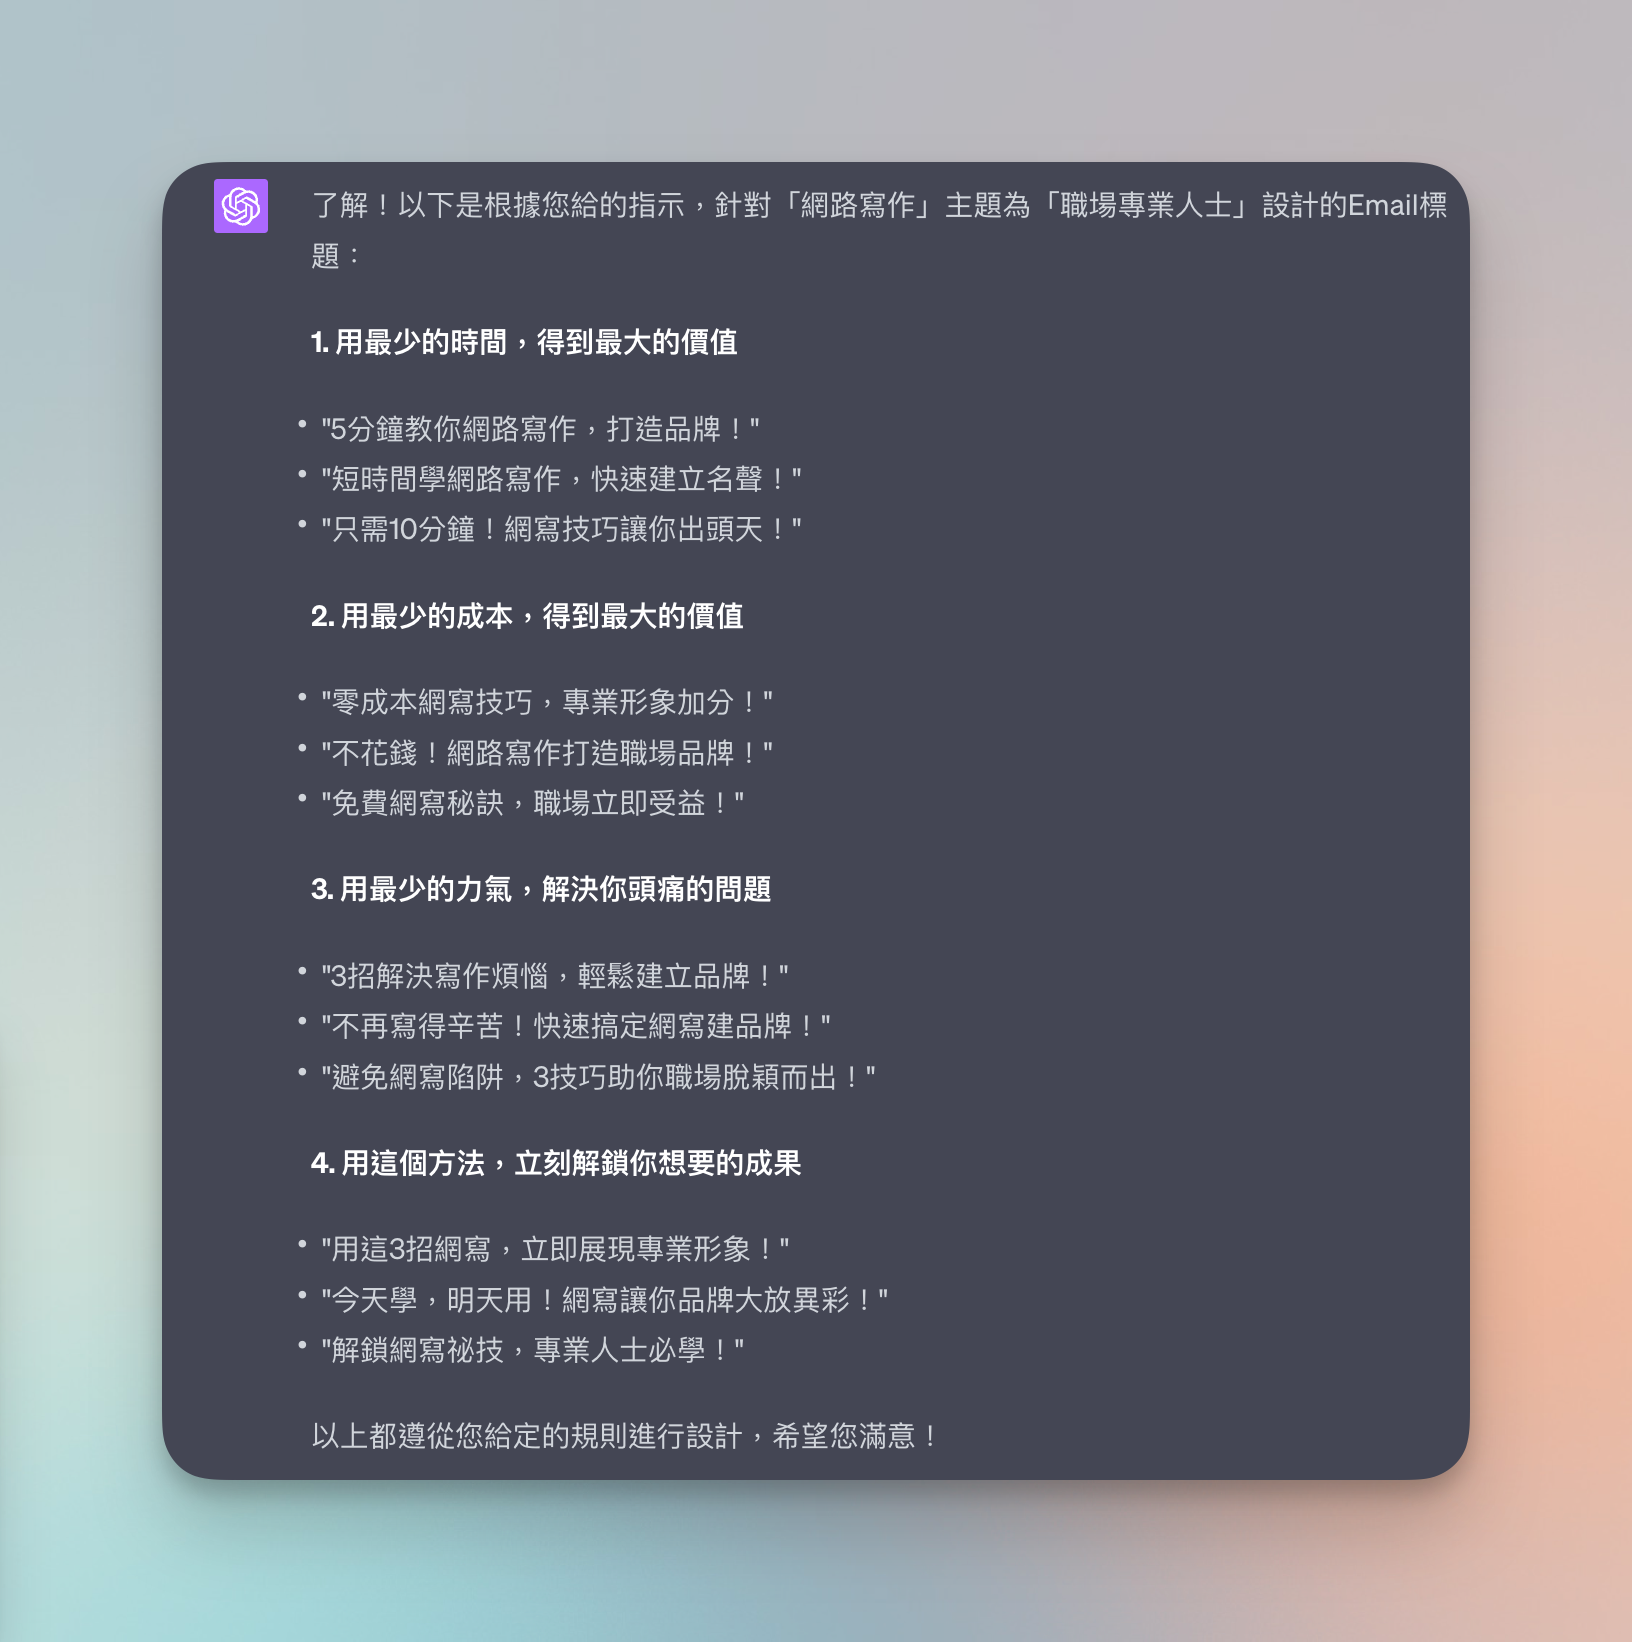 了解！以下是根據您給的指示，針對「網路寫作」主題為「職場專業人士」設計的Email標
題：
1. 用最少的時間，得到最大的價值
• "5分鐘教你網路寫作，打造品牌！"
• "短時間學網路寫作，快速建立名聲！"
• "只需10分鐘！網寫技巧讓你出頭天！"
2. 用最少的成本，得到最大的價值
• "零成本網寫技巧，專業形象加分！"
• "不花錢！網路寫作打造職場品牌！"
• "免費網寫秘訣，職場立即受益！"
3. 用最少的力氣，解決你頭痛的問題
• "3招解決寫作煩惱，輕鬆建立品牌！"
• "不再寫得辛苦！快速搞定網寫建品牌！"
• "避免網寫陷阱，3技巧助你職場脫穎而出！"
4. 用這個方法，立刻解鎖你想要的成果
• "用這3招網寫，立即展現專業形象！"
• "今天學，明天用！網寫讓你品牌大放異彩！"
• "解鎖網寫祕技，專業人士必學！"
以上都遵從您給定的規則進行設計，希望您滿意！